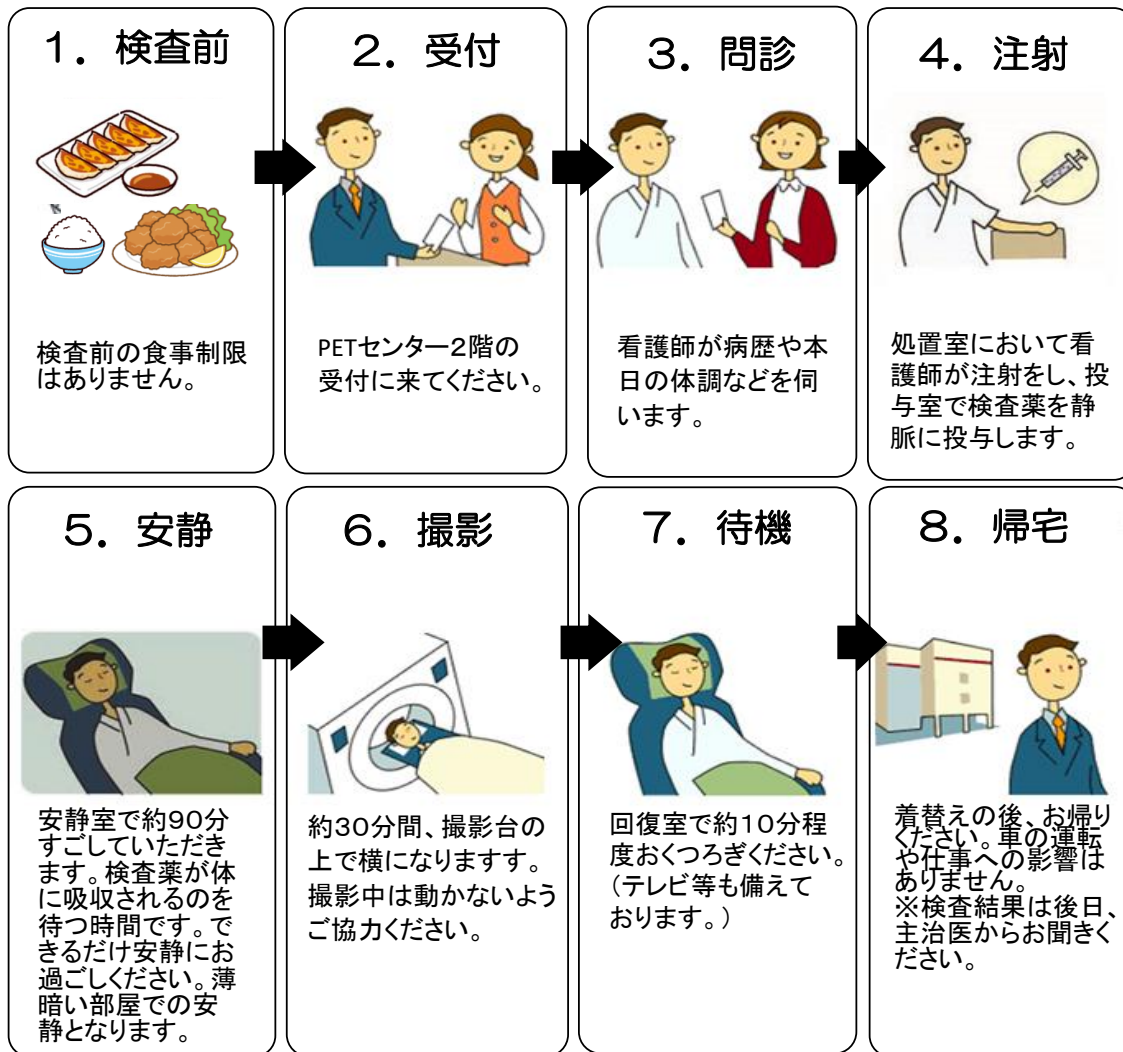 1．検査前
検査前の食事制限
はありません。
2．受付
PETセンター2階の
受付に来てください。
3．問診
看護師が病歴や本
日の体調などを伺
います。
4．注射
処置室において看
護師が注射をし、投
与室で検査薬を静
脈に投与します。
5．安静
安静室で約90分
すごしていただき
ます。検査薬が体
に吸収されるのを
待つ時間です。で
きるだけ安静にお
過ごしください。薄
暗い部屋での安
静となります。
6．撮影
約30分間、撮影台の
上で横になりますす。
撮影中は動かないよう
ご協力ください。
7．待機
回復室で約10分程
度おくつろぎください。
（テレビ等も備えて
おります。）
8．帰宅
着替えの後、お帰り
ください。車の運転
や仕事への影響は
ありません。
※検査結果は後日、
主治医からお聞きく
ださい。